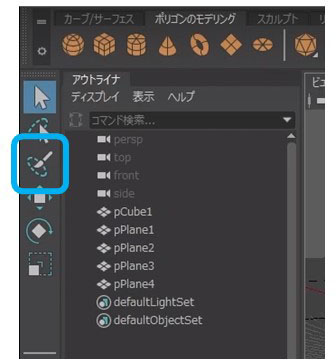 カーブ/サーフェス ポリゴンのモデリング スカルプト
アウトライナ
ディスプレイ 表示 ヘルプ
コマンド検索...
persp
top
front
side
pCube1
pPlane1
pPlane2
pPlane3
pPlane4
defaultLightSet
defaultObjectSet
ビュ